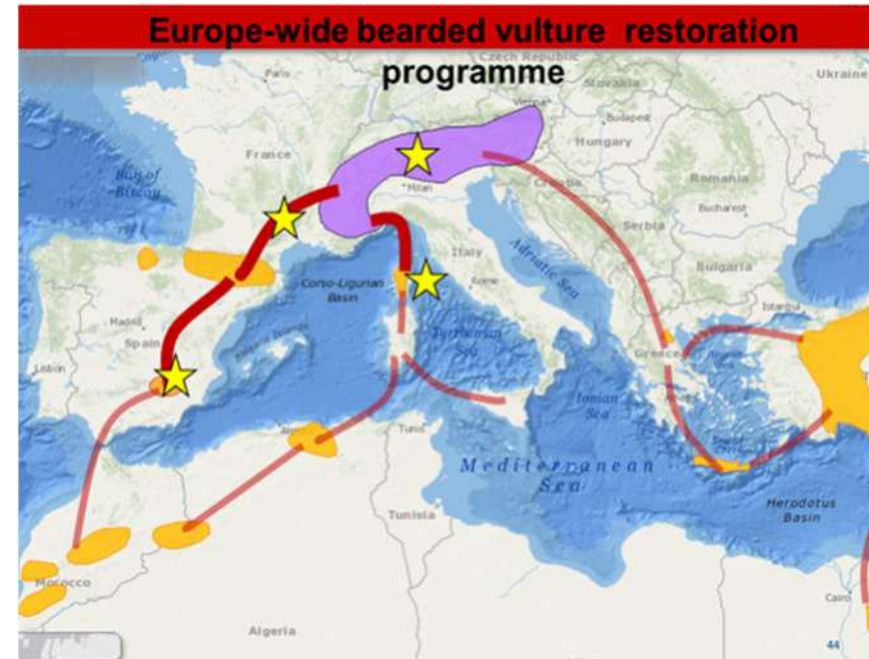 Europe-wide bearded vulture restoration
programme
Czech Republic
Paris
Slovakia
Ukraine
Vienna
Budapest
Hungary
France
Bay of
Biscay
Milan
Croatia
Romania
Bucharest
Serbia
Italy
Adriatic Sea
Bulgaria
Corso-Ligurian
Basin
Rome
Istanbul
Madrid
Spain
Balearic Islands
Tyrrhenian
Sea
Lisbon
Greece
Ionian
Sea
Tunis
Mediterranean
Sea
Tunisia
Herodotus
Basin
Morocco
Cairo
Algeria
44